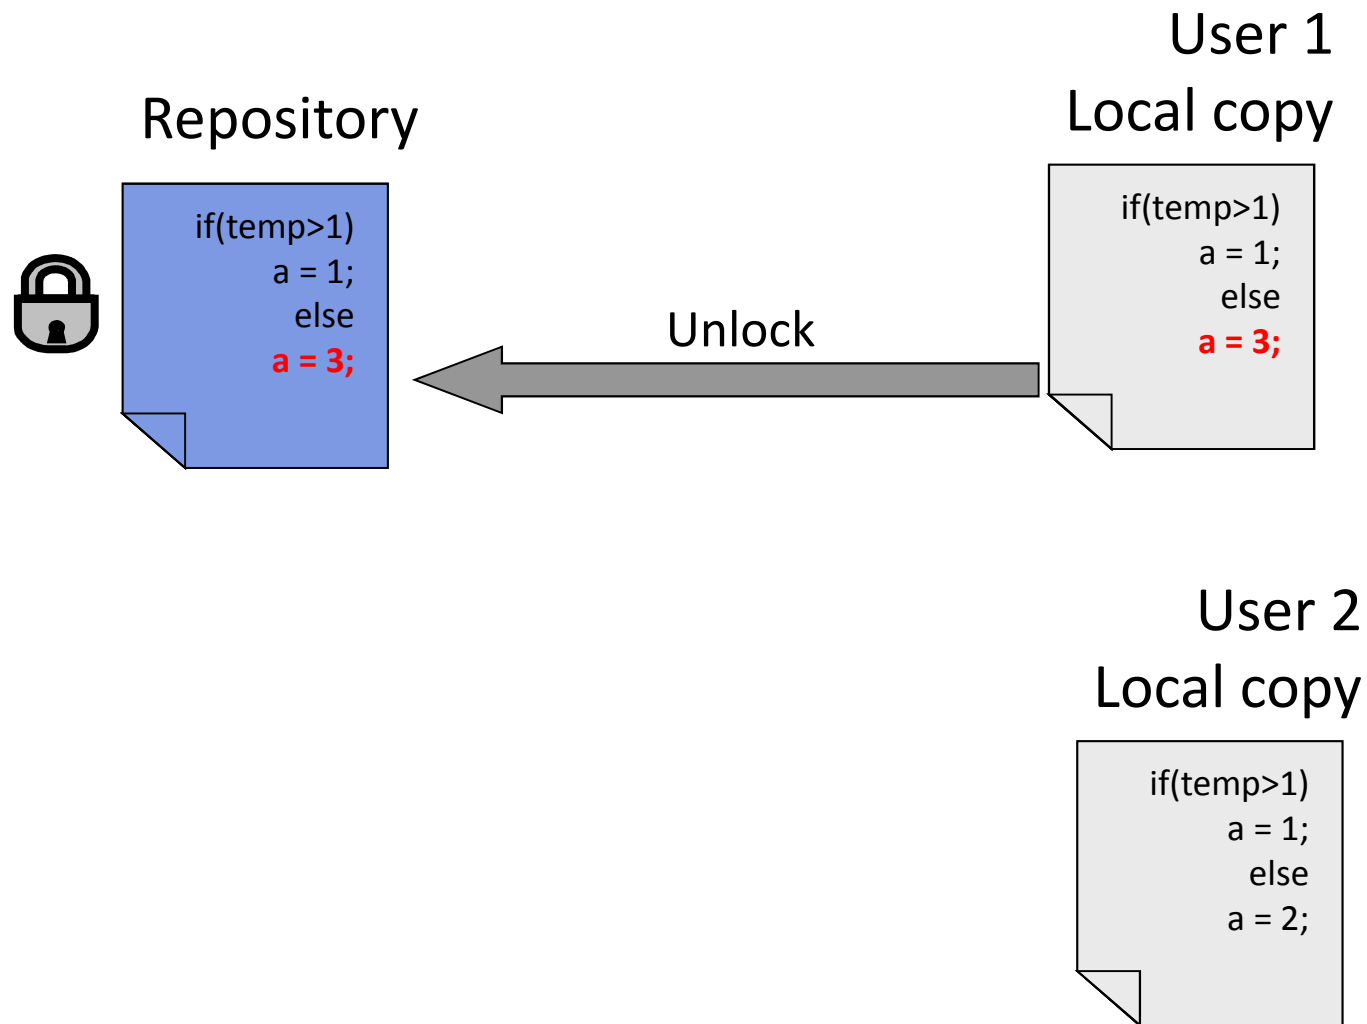 User 1
Local copy
Repository
if(temp>1)
a = 1;
else
a = 3;
Unlock
if(temp>1)
a = 1;
else
a = 3;
User 2
Local copy
if(temp>1)
a = 1;
else
a = 2;